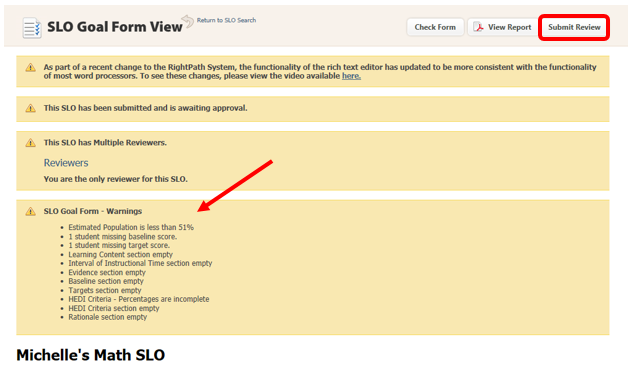 SLO Goal Form View
Return to SLO Search
Check Form
View Report
Submit Review
As part of a recent change to the RightPath System, the functionality of the rich text editor has updated to be more consistent with the functionality
of most word processors. To see these changes, please view the video available here.
This SLO has been submitted and is awaiting approval.
This SLO has Multiple Reviewers.
Reviewers
You are the only reviewer for this SLO.
SLO Goal Form - Warnings
• Estimated Population is less than 51%
• 1 student missing baseline score.
• 1 student missing target score.
• Learning Content section empty
• Interval of Instructional Time section empty
• Evidence section empty
• Baseline section empty
• Targets section empty
• HEDI Criteria - Percentages are incomplete
• HEDI Criteria section empty
• Rationale section empty
Michelle's Math SLO